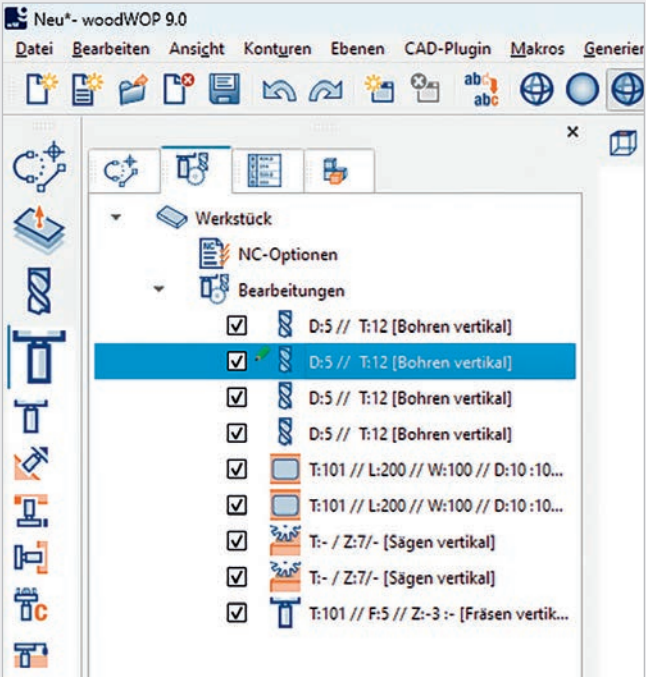 Neu*- woodWOP 9.0
Datei Bearbeiten Ansicht Konturen Ebenen CAD-Plugin Makros Generier
abc
abc
Werkstück
NC
NC-Optionen
Bearbeitungen
D:5 // T:12 [Bohren vertikal]
D:5 // T:12 [Bohren vertikal]
D:5 // T:12 [Bohren vertikal]
D:5 // T:12 [Bohren vertikal]
T:101 // L:200 // W:100 // D:10 :10...
T:101 // L:200 // W:100 // D:10 :10...
T:- / Z:7/- [Sägen vertikal]
T:- / Z:7/- [Sägen vertikal]
C
T:101 // F:5 // Z:-3 :- [Fräsen vertik...